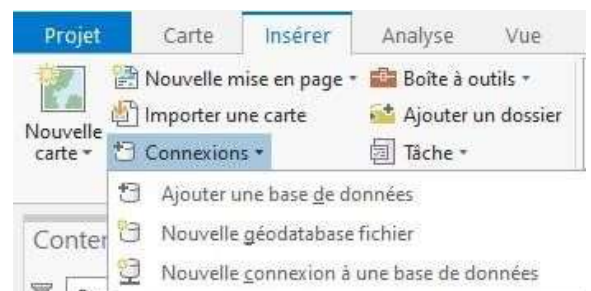 Projet Carte Insérer Analyse Vue
Nouvelle mise en page Boîte à outils
Importer une carte Ajouter un dossier
Nouvelle
carte
Connexions Tâche
Ajouter une base de données
Nouvelle géodatabase fichier
Nouvelle connexion à une base de données
Conter